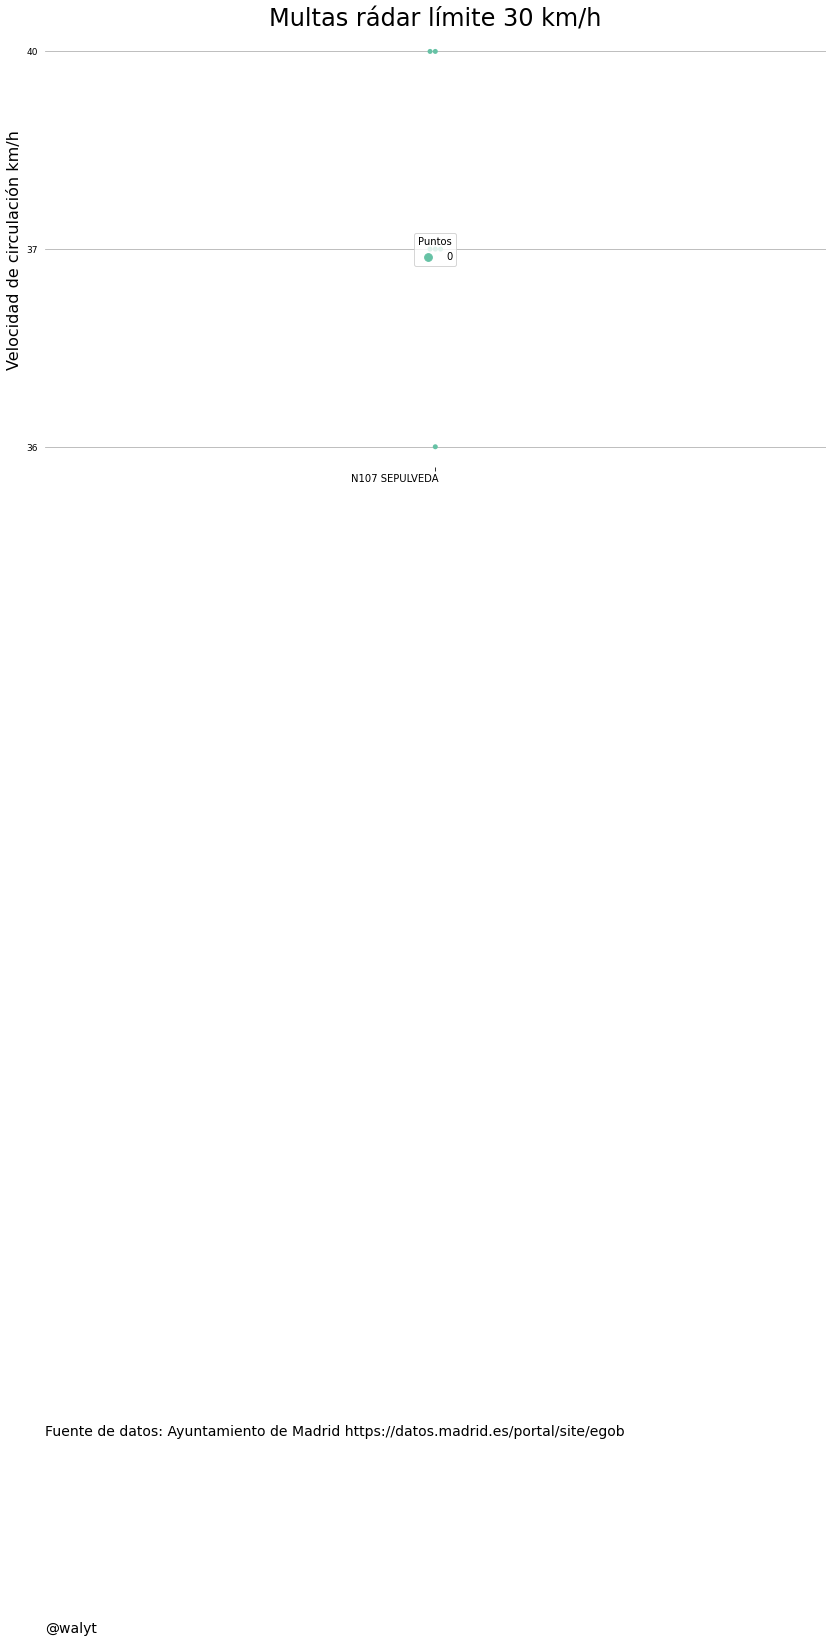 Multas rádar límite 30 km/h
Velocidad de circulación km/h
40
37
36
Puntos
0
N107 SEPULVEDA
Fuente de datos: Ayuntamiento de Madrid https://datos.madrid.es/portal/site/egob
@walyt